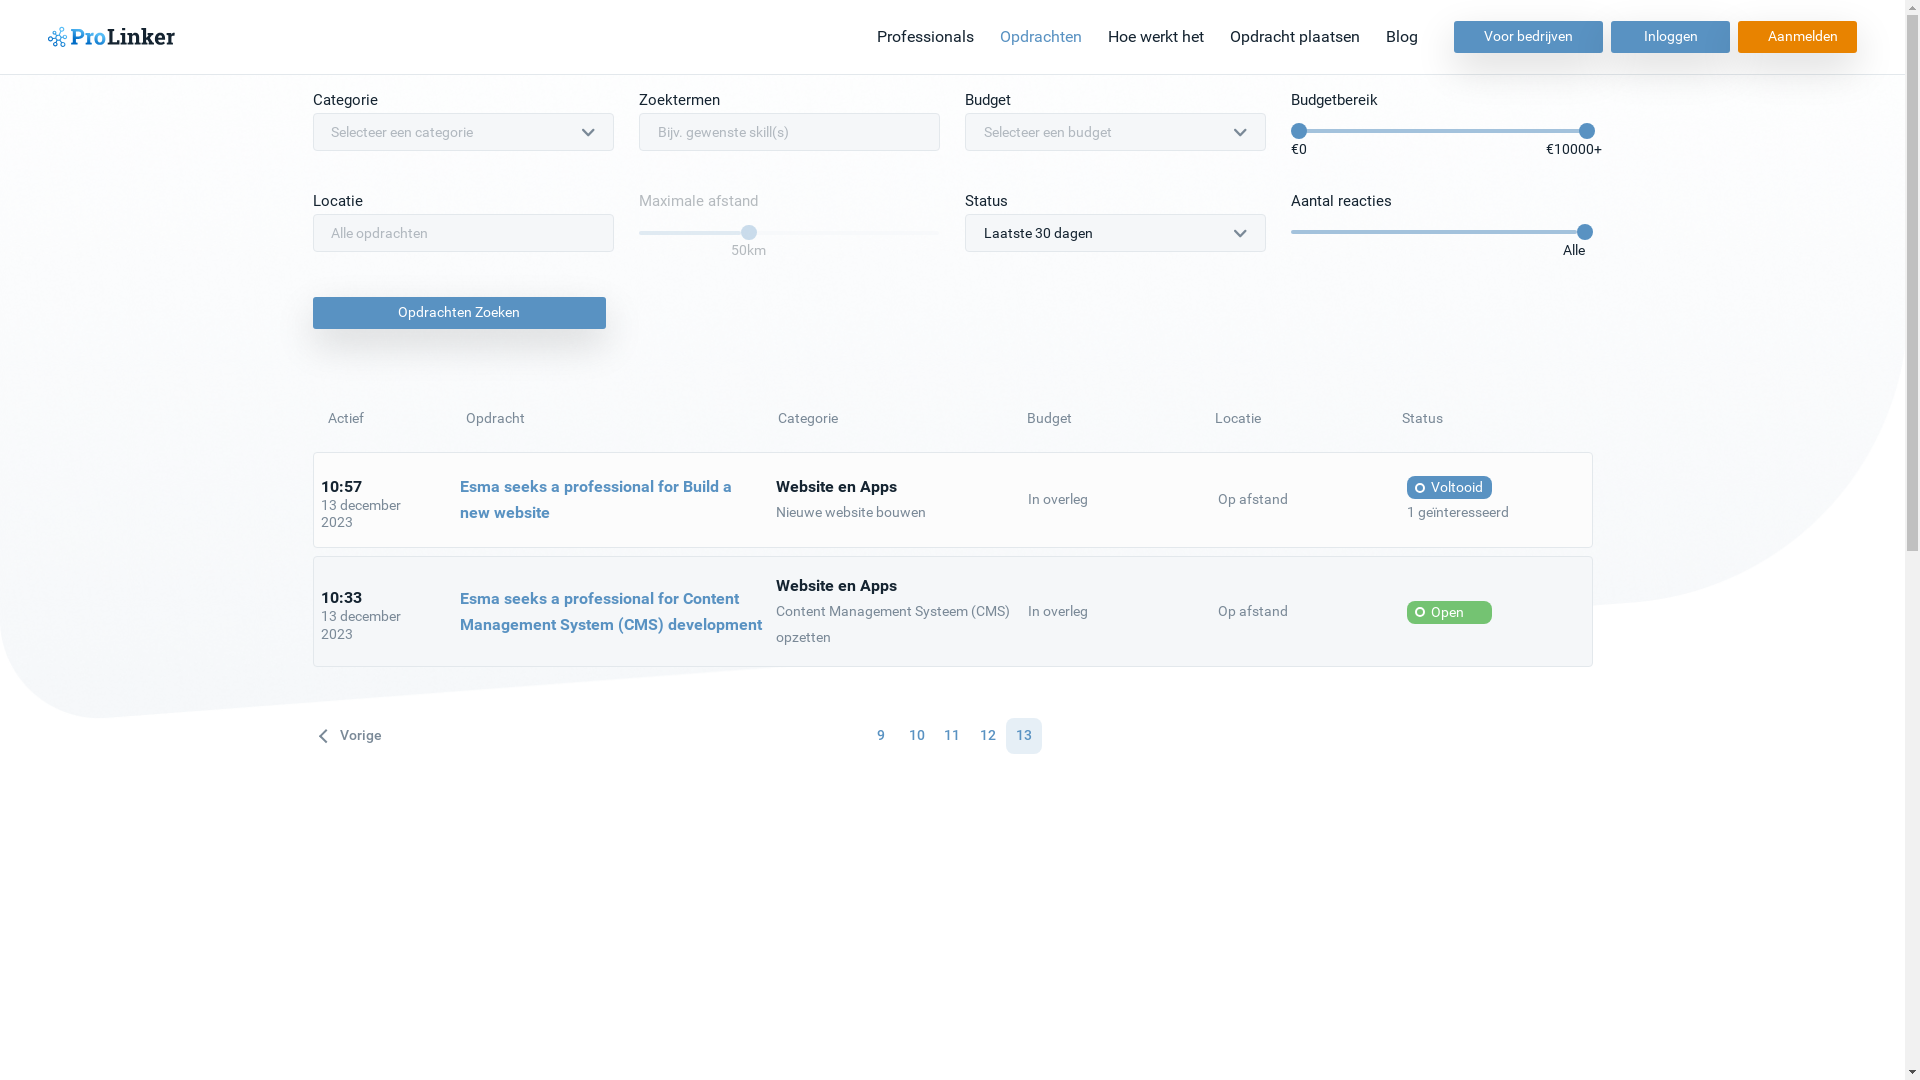 ProLinker
Professionals Opdrachten Hoe werkt het Opdracht plaatsen Blog Voor bedrijven Inloggen Aanmelden
Categorie Zoektermen Budget Budgetbereik
Selecteer een categorie Bijv. gewenste skill(s) Selecteer een budget
€0 €10000+
Locatie Maximale afstand Status Aantal reacties
Alle opdrachten Laatste 30 dagen
50km Alle
Opdrachten Zoeken
Actief Opdracht Categorie Budget Locatie Status
10:57
13 december
2023
Esma seeks a professional for Build a
new website
Website en Apps
Nieuwe website bouwen
In overleg
Op afstand
Voltooid
1 geïnteresseerd
10:33
13 december
2023
Esma seeks a professional for Content
Management System (CMS) development
Website en Apps
Content Management Systeem (CMS)
opzetten
In overleg
Op afstand
Open
Vorige 9 10 11 12 13